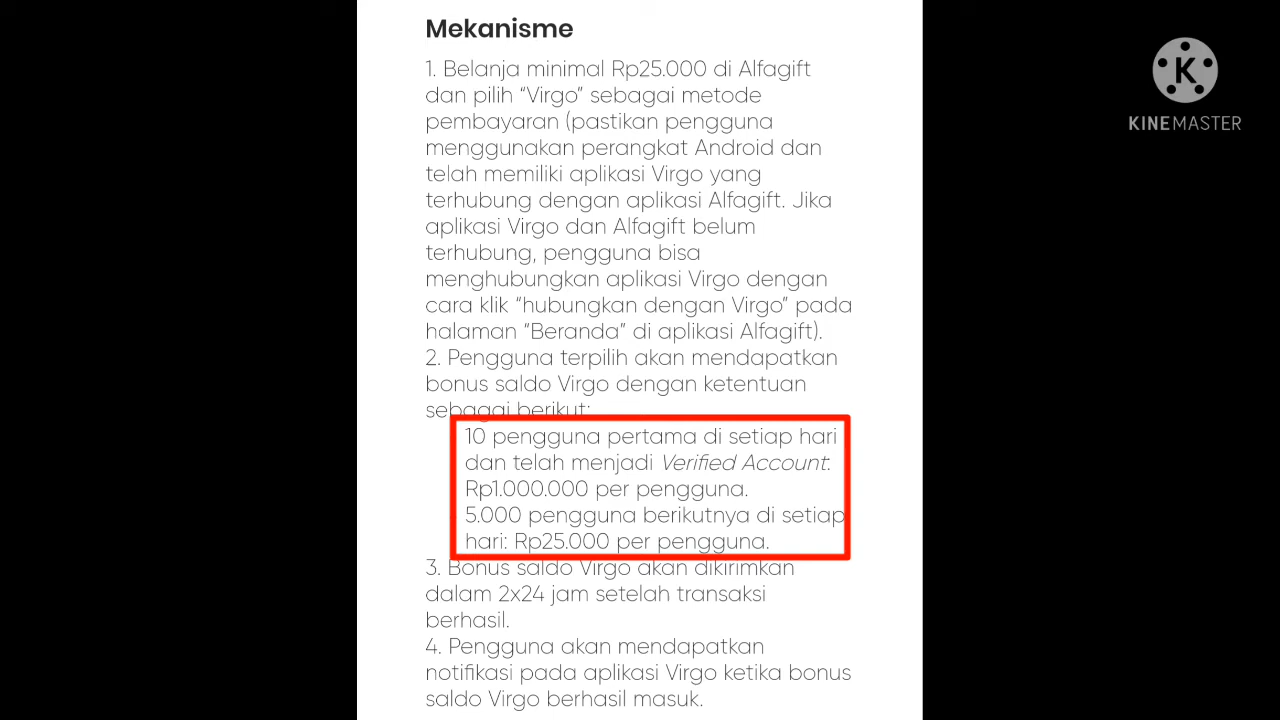 Mekanisme
1. Belanja minimal Rp25.000 di Alfagift
dan pilih “Virgo” sebagai metode
pembayaran (pastikan pengguna
menggunakan perangkat Android dan
telah memiliki aplikasi Virgo yang
terhubung dengan aplikasi Alfagift. Jika
aplikasi Virgo dan Alfagift belum
terhubung, pengguna bisa
menghubungkan aplikasi Virgo dengan
cara klik “hubungkan dengan Virgo” pada
halaman “Beranda” di aplikasi Alfagift).
2. Pengguna terpilih akan mendapatkan
bonus saldo Virgo dengan ketentuan
sebagai berikut:
10 pengguna pertama di setiap hari
dan telah menjadi Verified Account:
Rp1.000.000 per pengguna.
5.000 pengguna berikutnya di setiap
hari: Rp25.000 per pengguna.
3. Bonus saldo Virgo akan dikirimkan
dalam 2x24 jam setelah transaksi
berhasil.
4. Pengguna akan mendapatkan
notifikasi pada aplikasi Virgo ketika bonus
saldo Virgo berhasil masuk.
K
KINEMASTER